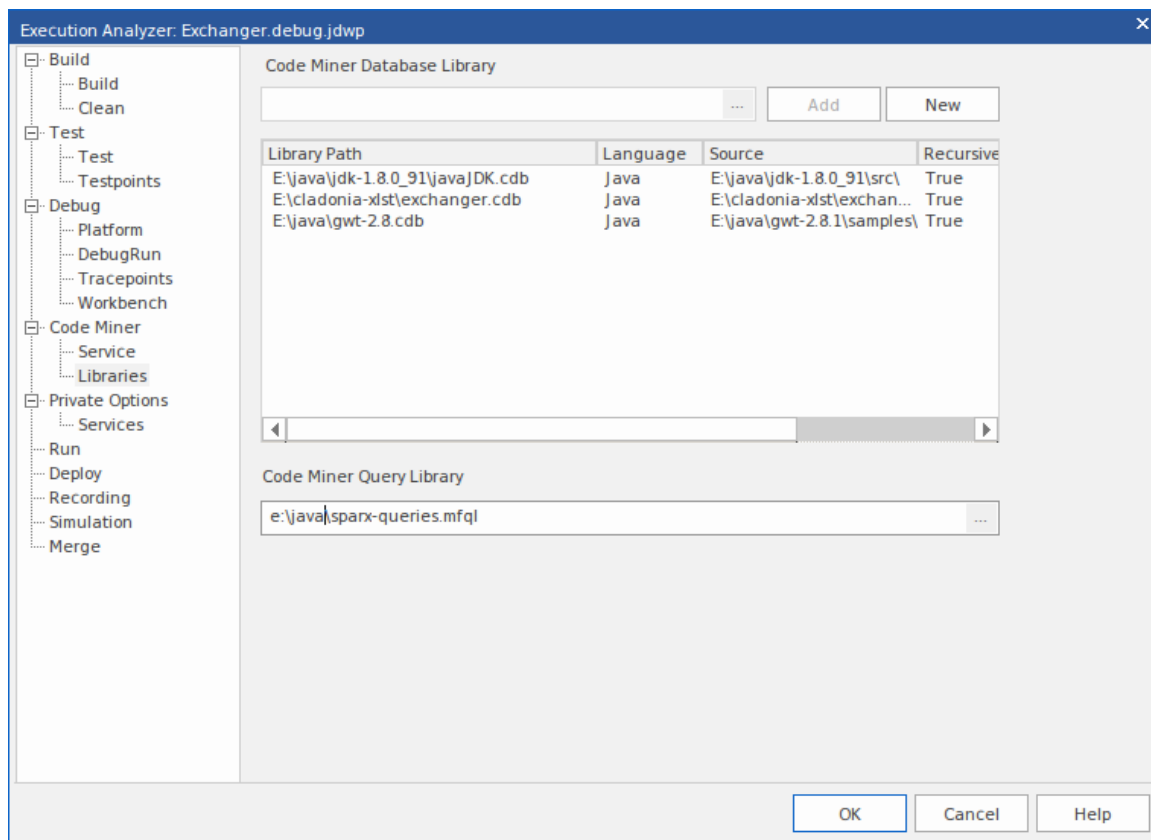 Execution Analyzer: Exchanger.debug.jdwp
Build
Build
Clean
Test
Test
Testpoints
Debug
Platform
DebugRun
Tracepoints
Workbench
Code Miner
Service
Libraries
Private Options
Services
Run
Deploy
Recording
Simulation
Merge
Code Miner Database Library
... Add New
Library Path Language Source Recursive
E:\java\jdk-1.8.0_91\javaJDK.cdb Java E:\java\jdk-1.8.0_91\src\ True
E:\cladonia-xlst\exchanger.cdb Java E:\cladonia-xlst\exchan... True
E:\java\gwt-2.8.cdb Java E:\java\gwt-2.8.1\samples\ True
Code Miner Query Library
e:\java\sparx-queries.mfql ...
OK Cancel Help